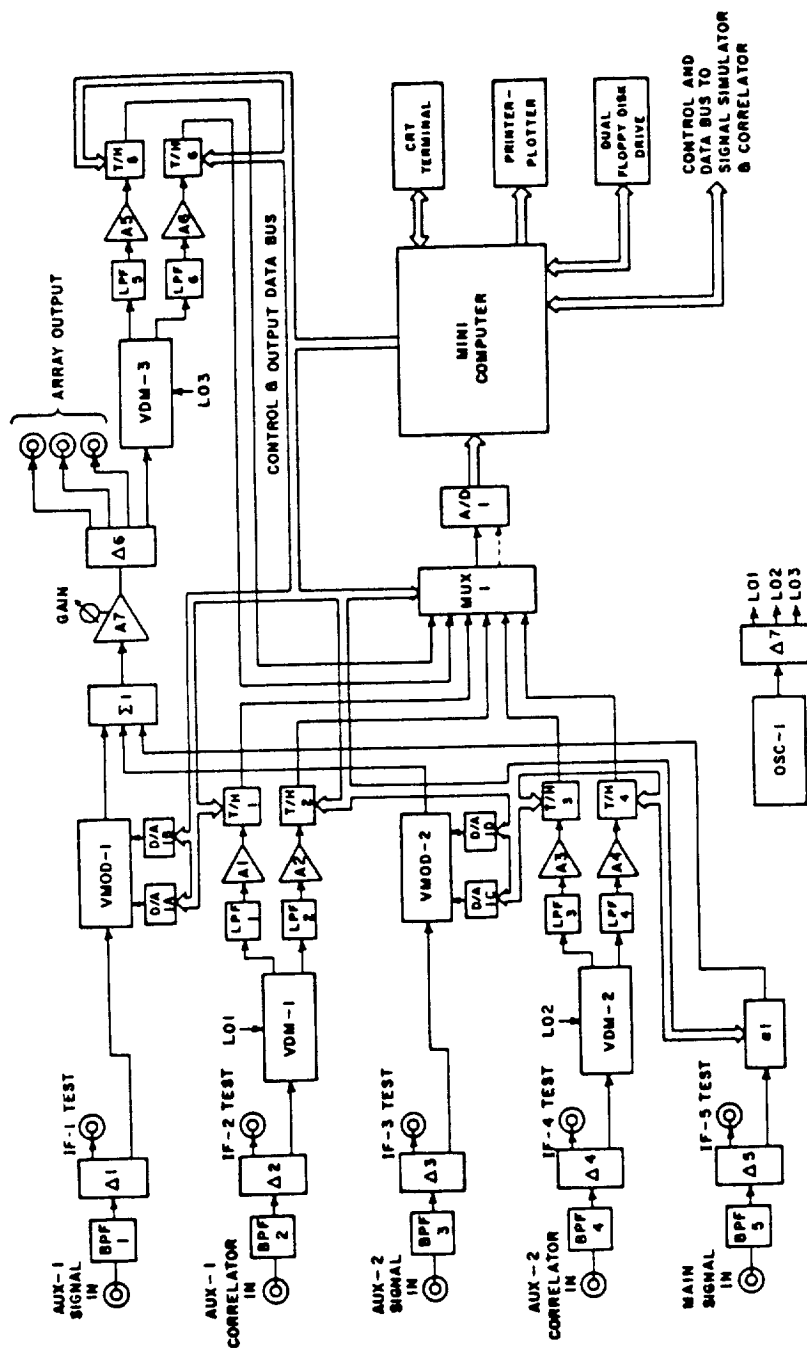 AUX-1
SIGNAL
IN
BPF
1
Δ1
IF-1 TEST
VMOD-1
D/A
1A
D/A
1B
Σ1
GAIN
A7
Δ6
ARRAY OUTPUT
VDM-3
LO3
LPF
5
A5
T/H
5
LPF
6
A6
T/H
6
AUX-1
CORRELATOR
IN
BPF
2
Δ2
IF-2 TEST
LO1
VDM-1
LPF
1
A1
T/H
1
LPF
2
A2
T/H
2
CONTROL & OUTPUT DATA BUS
AUX-2
SIGNAL
IN
BPF
3
Δ3
IF-3 TEST
VMOD-2
D/A
1C
D/A
1D
MUX
1
A/D
1
MINI
COMPUTER
CRT
TERMINAL
PRINTER-
PLOTTER
DUAL
FLOPPY DISK
DRIVE
CONTROL AND
DATA BUS TO
SIGNAL SIMULATOR
& CORRELATOR
AUX-2
CORRELATOR
IN
BPF
4
Δ4
IF-4 TEST
LO2
VDM-2
LPF
3
A3
T/H
3
LPF
4
A4
T/H
4
MAIN
SIGNAL
IN
BPF
5
Δ5
IF-5 TEST
α1
OSC-1
Δ7
LO1
LO2
LO3